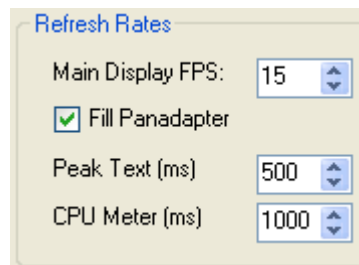 Refresh Rates
Main Display FPS: 15
Fill Panadapter
Peak Text (ms) 500
CPU Meter (ms) 1000